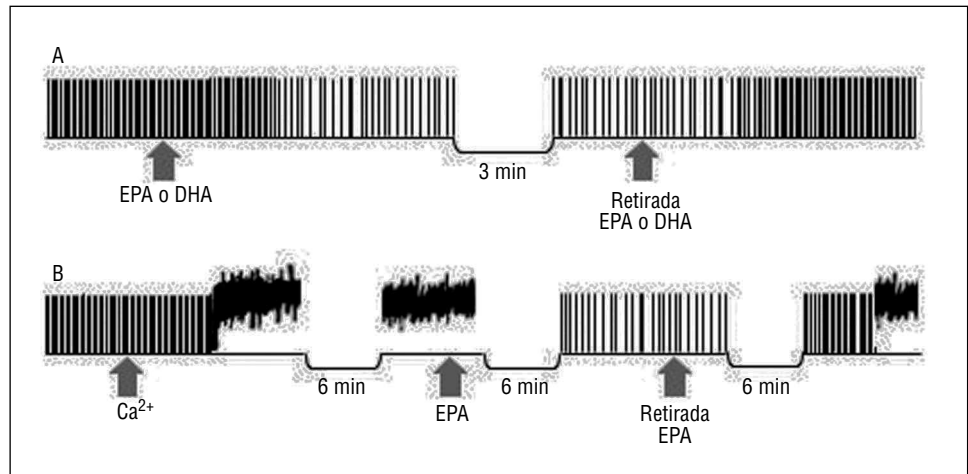 A
3 min
EPA o DHA
Retirada
EPA o DHA
B
6 min
6 min
6 min
Ca²⁺
EPA
Retirada
EPA